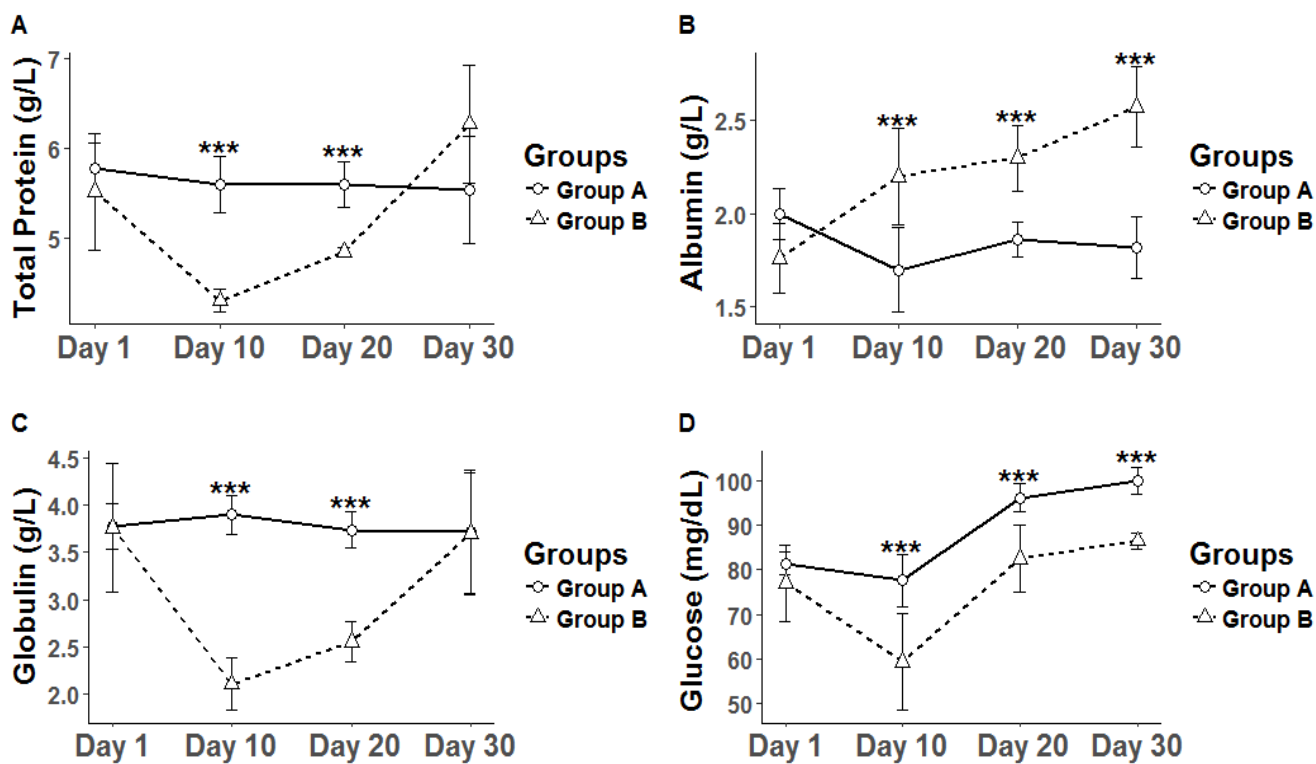 A
Total Protein (g/L)
7
6
5
***
***
Day 1 Day 10 Day 20 Day 30
Groups
Group A
Group B
B
Albumin (g/L)
2.5
2.0
1.5
***
***
***
Day 1 Day 10 Day 20 Day 30
Groups
Group A
Group B
C
Globulin (g/L)
4.5
4.0
3.5
3.0
2.5
2.0
***
***
Day 1 Day 10 Day 20 Day 30
Groups
Group A
Group B
D
Glucose (mg/dL)
100
90
80
70
60
50
***
***
***
Day 1 Day 10 Day 20 Day 30
Groups
Group A
Group B